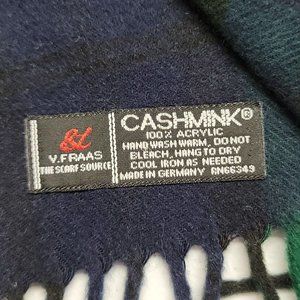 &L
V.FRAAS
THE SCARF SOURCE
CASHMINK®
100% ACRYLIC
HAND WASH WARM, DO NOT
BLEACH, HANG TO DRY
COOL IRON AS NEEDED
MADE IN GERMANY RN66349